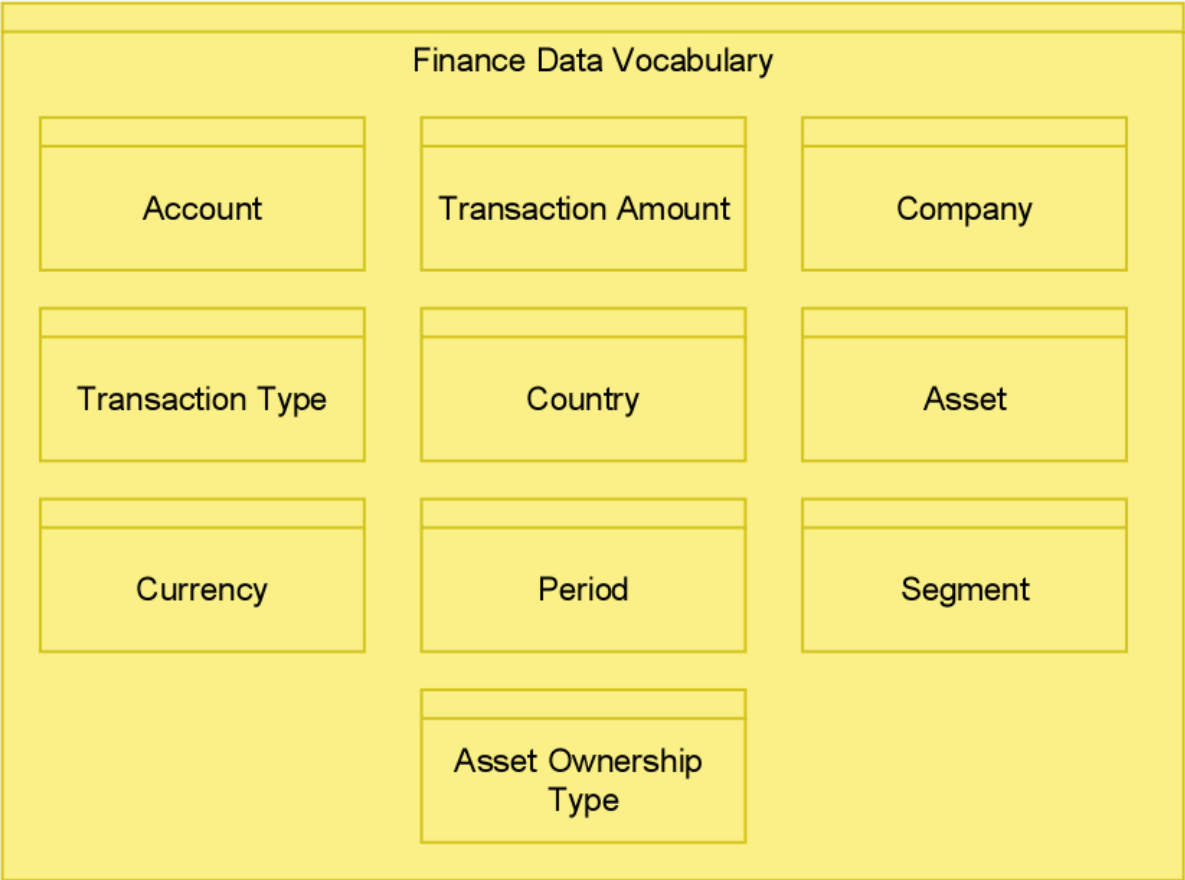 Finance Data Vocabulary
Account
Transaction Amount
Company
Transaction Type
Country
Asset
Currency
Period
Segment
Asset Ownership
Type